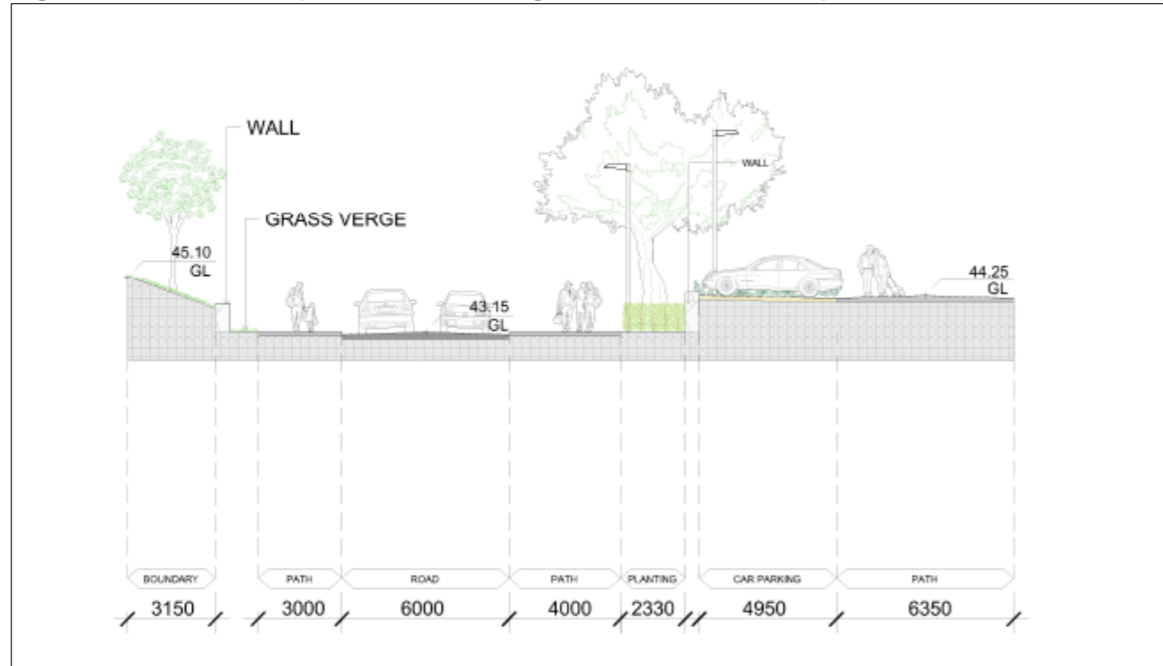 WALL
WALL
GRASS VERGE
45.10
GL
43.15
GL
44.25
GL
BOUNDARY PATH ROAD PATH PLANTING CAR PARKING PATH
3150 3000 6000 4000 2330 4950 6350